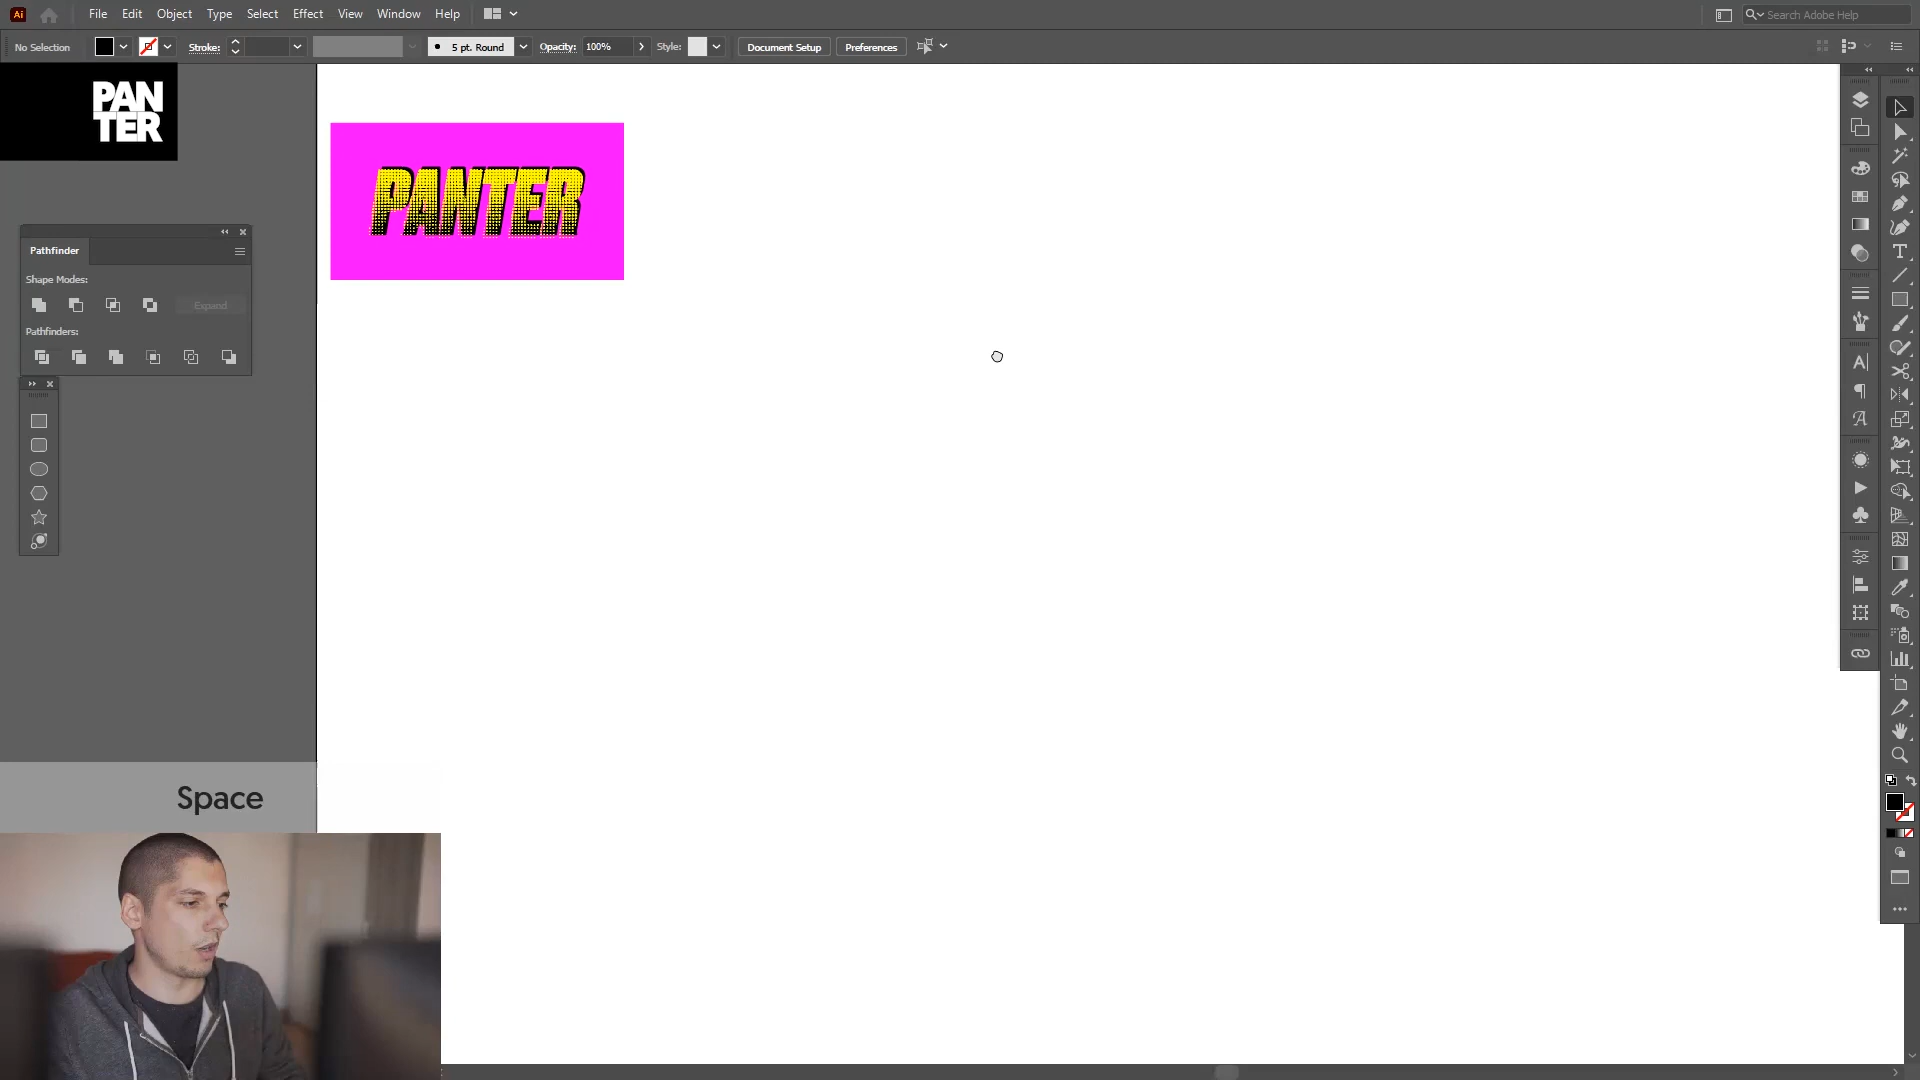 Ai File Edit Object Type Select Effect View Window Help Search Adobe Help
No Selection Stroke: 5 pt. Round Opacity: 100% Style: Document Setup Preferences
PAN
TER
PANTER
Pathfinder
Shape Modes:
Expand
Pathfinders:
Space